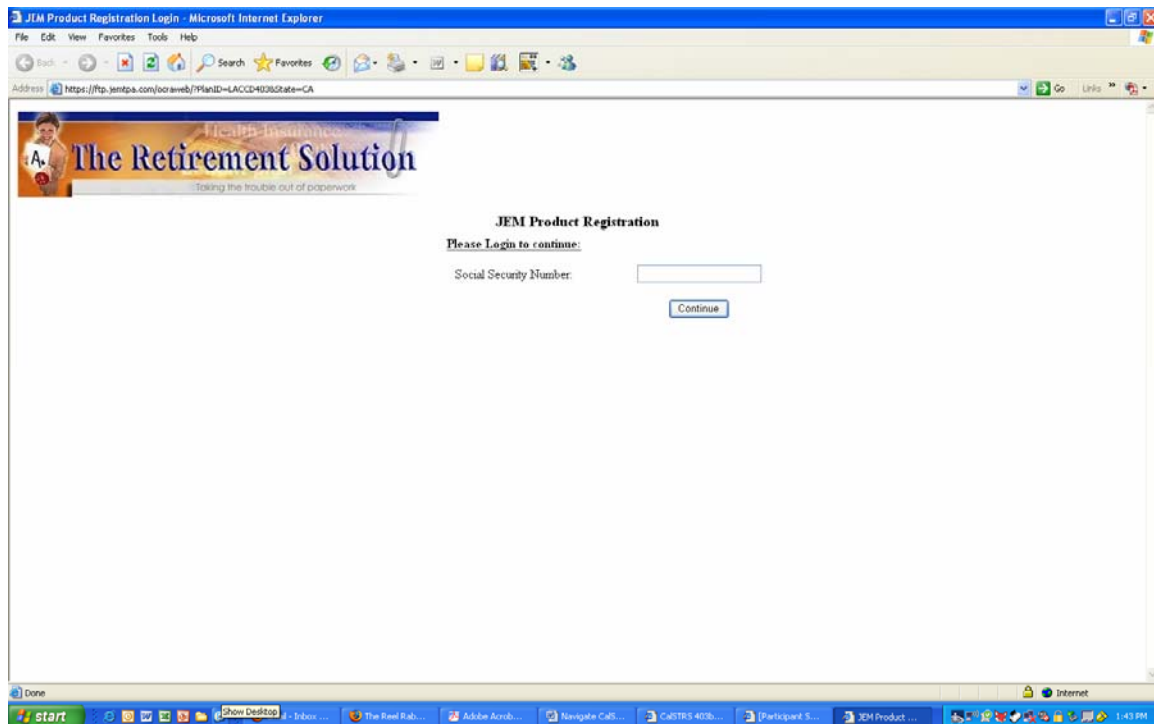 JEM Product Registration Login - Microsoft Internet Explorer
File Edit View Favorites Tools Help
Back Search Favorites
Address https://ftp.jemtpa.com/ocraweb/?PlanID=LACCD403&State=CA Go Links »
Health Insurance
A+
The Retirement Solution
Taking the trouble out of paperwork
JEM Product Registration
Please Login to continue:
Social Security Number:
Continue
Done Internet
Show Desktop
start l - Inbox ... The Reel Rab... Adobe Acrob... Navigate CalS... CalSTRS 403b... [Participant S... JEM Product ... 1:43 PM